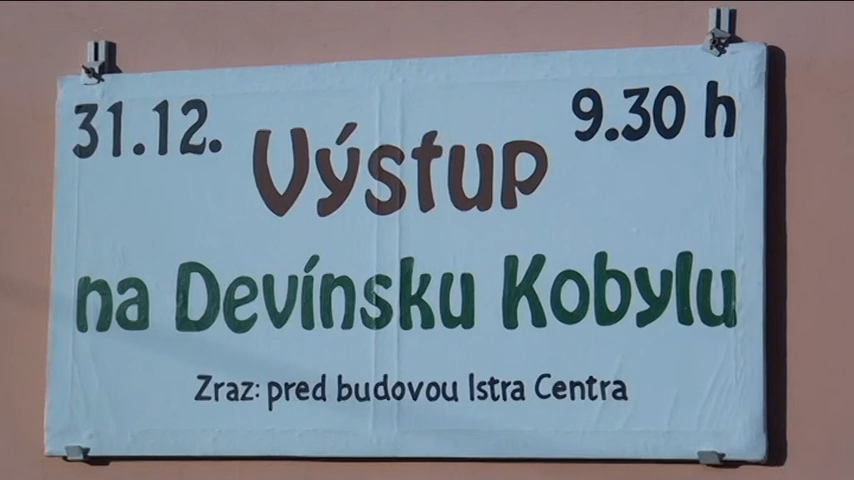 31.12. 9.30 h
Výstup
na Devínsku Kobylu
Zraz: pred budovou Istra Centra